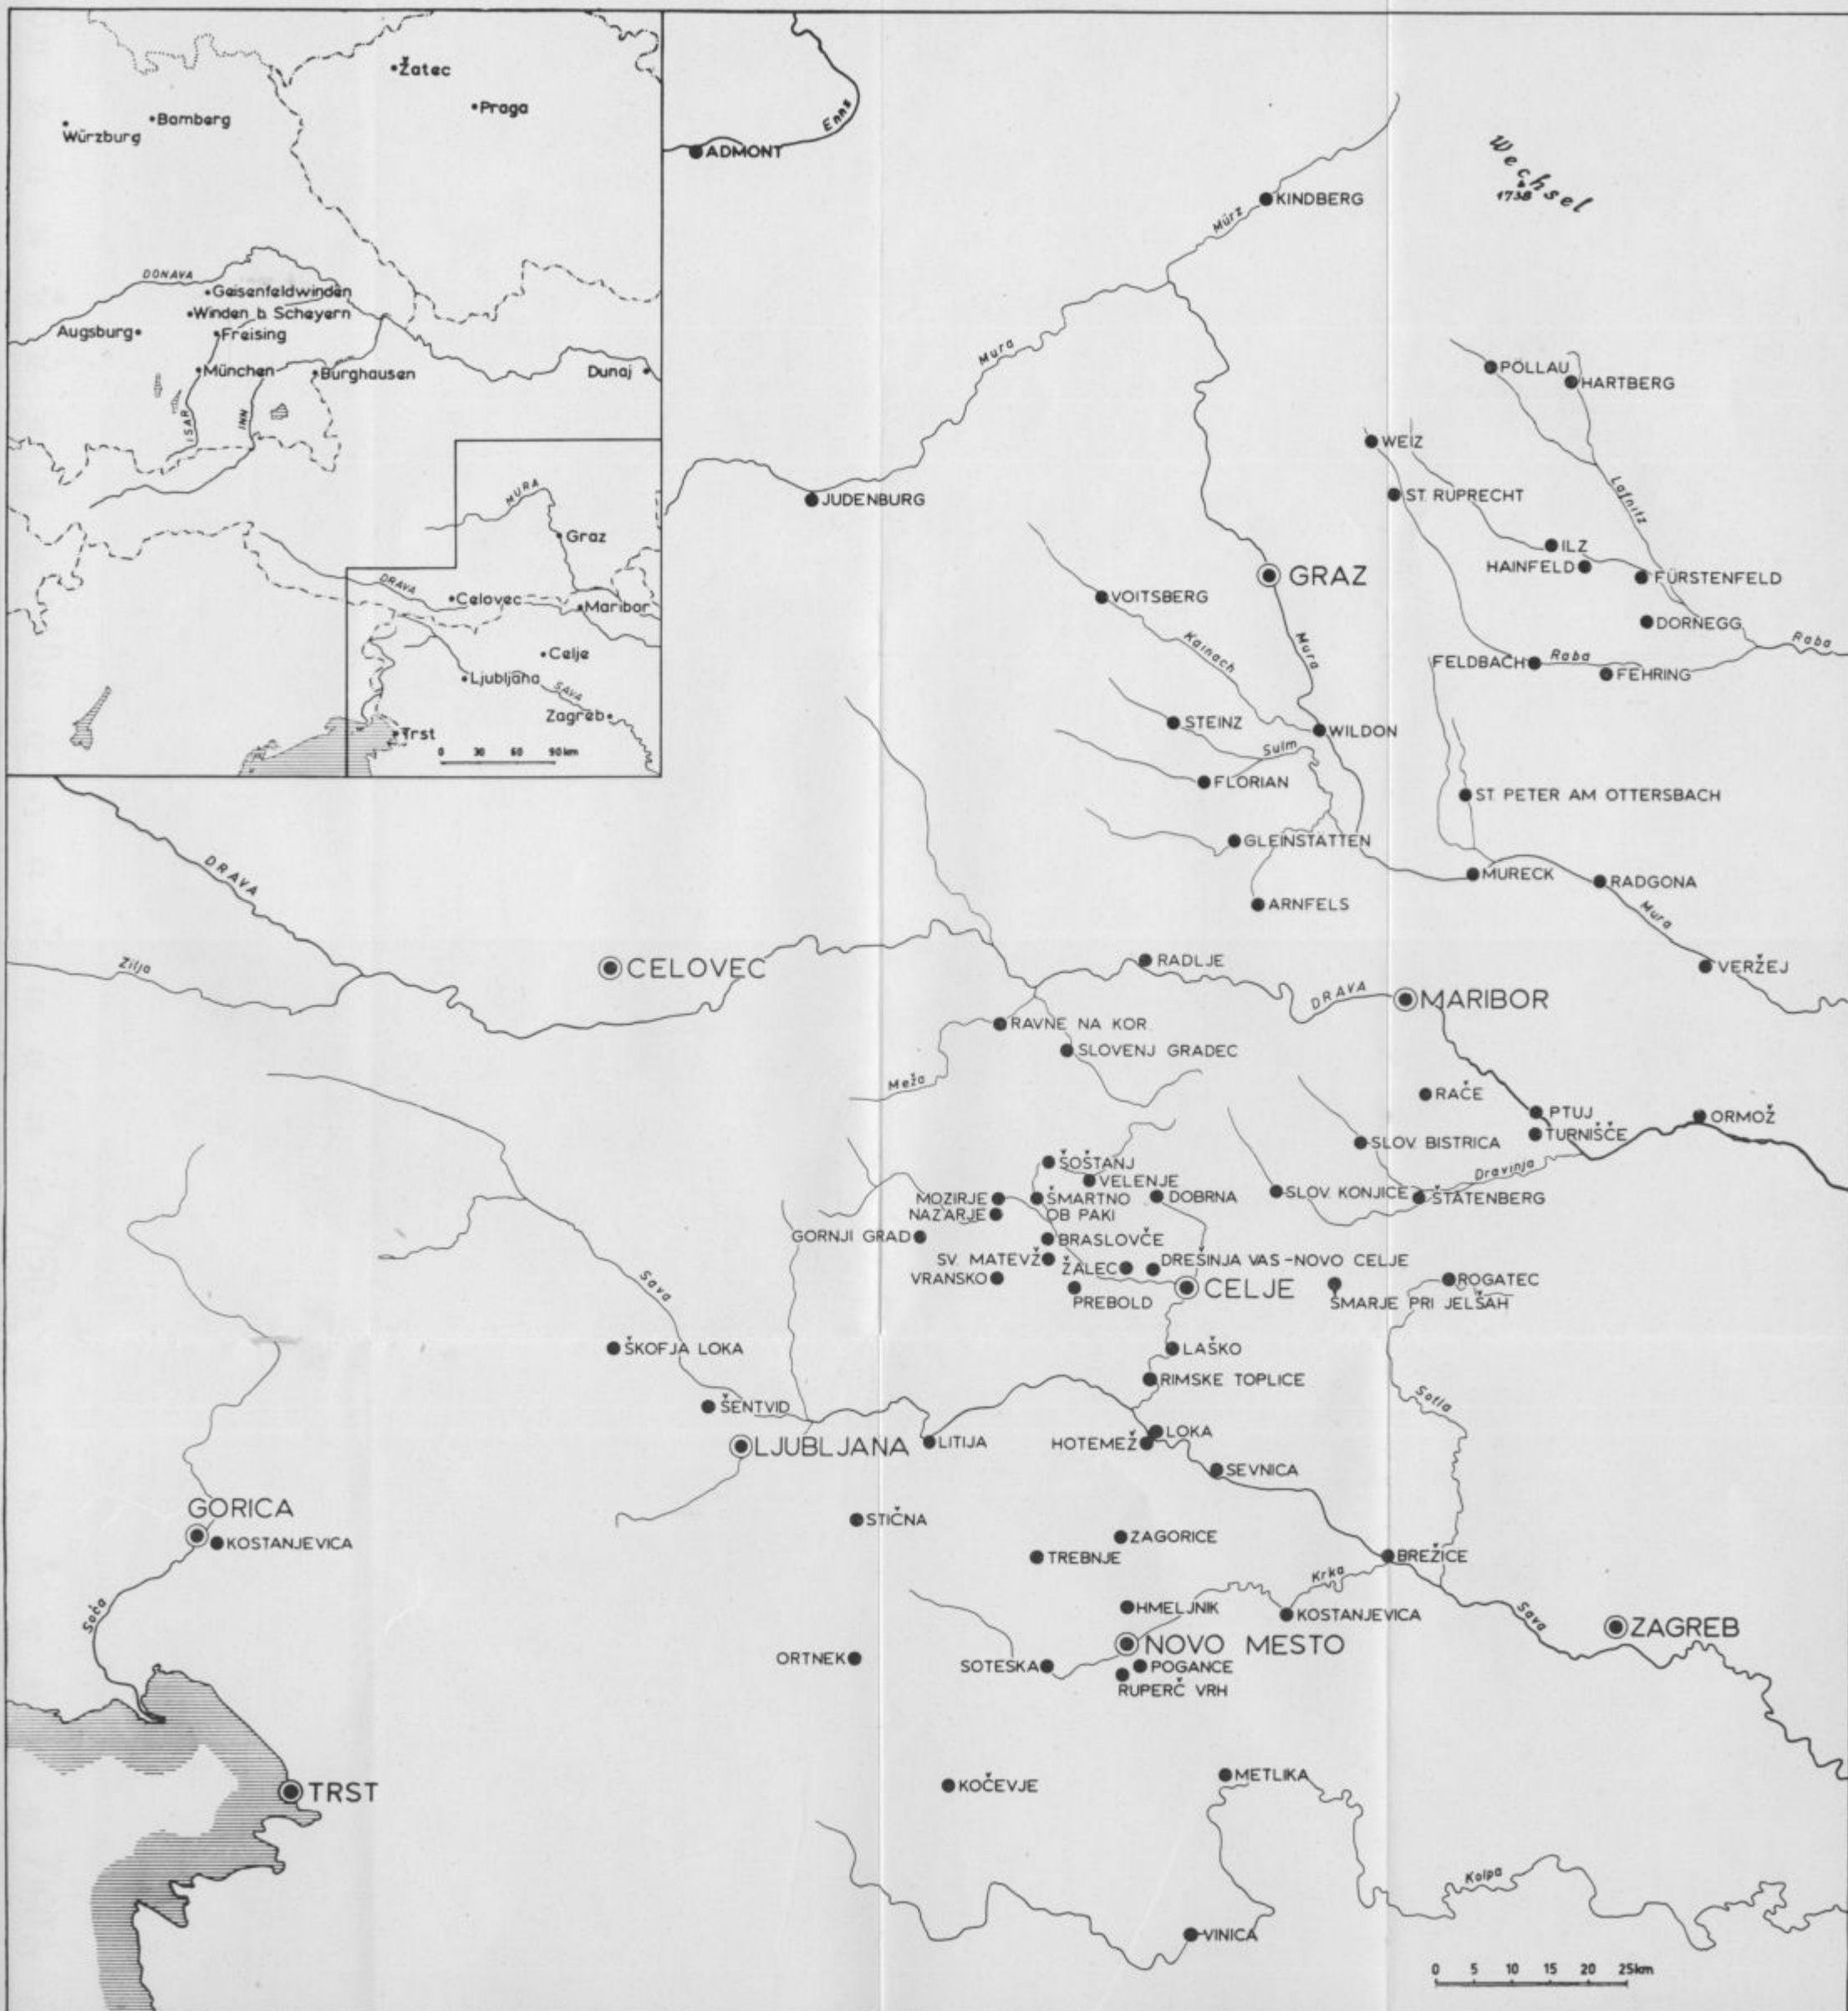 Žatec
Praga
Bamberg
Würzburg
DONAVA
Geisenfeldwinden
Winden b. Scheyern
Augsburg
Freising
München
Burghausen
Dunaj
ISAR
INN
MURA
Graz
DRAVA
Celovec
Maribor
Celje
Ljubljana
SAVA
Zagreb
Trst
0 30 60 90km
Enns
ADMONT
Wechsel
1738
KINDBERG
Mürz
Mura
PÖLLAU
HARTBERG
WEIZ
JUDENBURG
ST. RUPRECHT
Lafnitz
ILZ
HAINFELD
GRAZ
FÜRSTENFELD
VOITSBERG
DORNEGG
Kainach
Mura
Raba
FELDBACH
Raba
FEHRING
STEINZ
WILDON
Sulm
FLORIAN
ST. PETER AM OTTERSBACH
GLEINSTÄTTEN
DRAVA
MURECK
RADGONA
ARNFELS
Mura
Zilja
CELOVEC
RADLJE
VERŽEJ
DRAVA
MARIBOR
RAVNE NA KOR.
SLOVENJ GRADEC
Meža
RAČE
PTUJ
ORMOŽ
TURNIŠČE
SLOV. BISTRICA
ŠOŠTANJ
Dravinja
VELENJE
MOZIRJE
ŠMARTNO
OB PAKI
DOBRNA
SLOV. KONJICE
ŠTATENBERG
NAZARJE
GORNJI GRAD
BRASLOVČE
SV. MATEVŽ
ŽALEC
DREŠINJA VAS-NOVO CELJE
VRANSKO
CELJE
ROGATEC
PREBOLD
ŠMARJE PRI JELŠAH
Sava
ŠKOFJA LOKA
LAŠKO
RIMSKE TOPLICE
Sotla
ŠENTVID
LJUBLJANA
LITIJA
HOTEMEŽ
LOKA
SEVNICA
GORICA
KOSTANJEVICA
STIČNA
ZAGORICE
TREBNJE
BREŽICE
Krka
Soča
HMELJNIK
KOSTANJEVICA
Sava
ZAGREB
NOVO MESTO
ORTNEK
SOTESKA
POGANCE
RUPERČ VRH
TRST
KOČEVJE
METLIKA
Kolpa
VINICA
0 5 10 15 20 25km